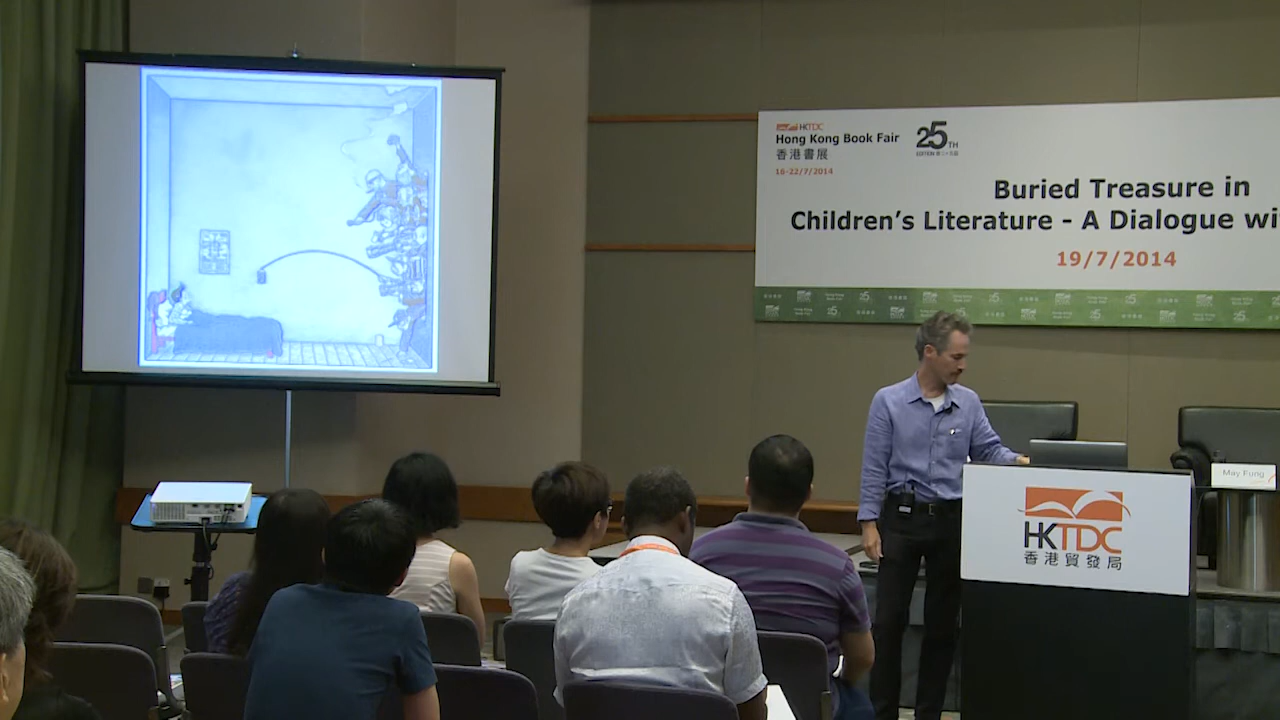 HKTDC
Hong Kong Book Fair
香港書展
16-22/7/2014
25TH
EDITION
Buried Treasure in
Children's Literature - A Dialogue wi
19/7/2014
May Fung
HKTDC
香港貿發局